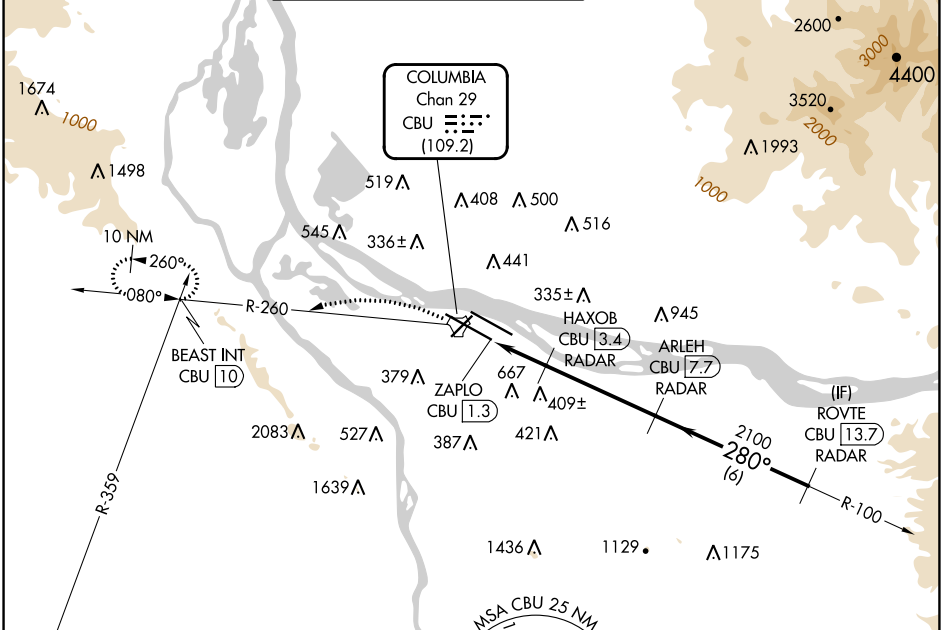 2600
3000
4400
3520
2000
1993
1000
1674
1000
1498
COLUMBIA
Chan 29
CBU
(109.2)
519
408
500
516
545
336±
441
10 NM
260°
080°
R-260
335±
945
HAXOB
CBU 3.4
RADAR
ARLEH
CBU 7.7
RADAR
BEAST INT
CBU 10
379
ZAPLO
CBU 1.3
667
409±
(IF)
ROVTE
CBU 13.7
RADAR
2083
527
387
421
2100
280°
(6)
1639
R-359
R-100
1436
1129
1175
MSA CBU 25 NM